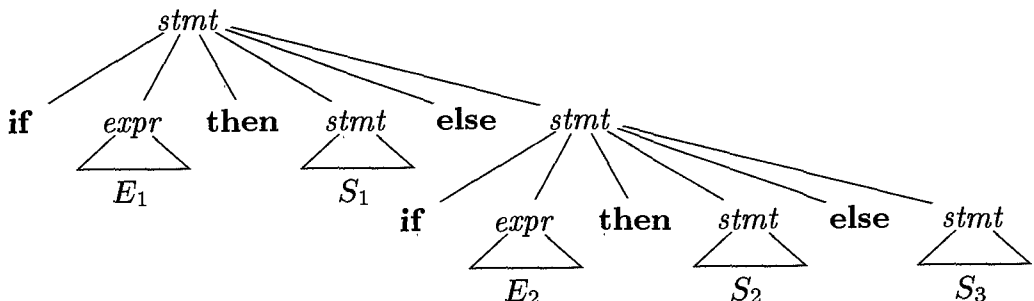 stmt
if expr then stmt else stmt
E₁ S₁
if expr then stmt else stmt
E₂ S₂ S₃